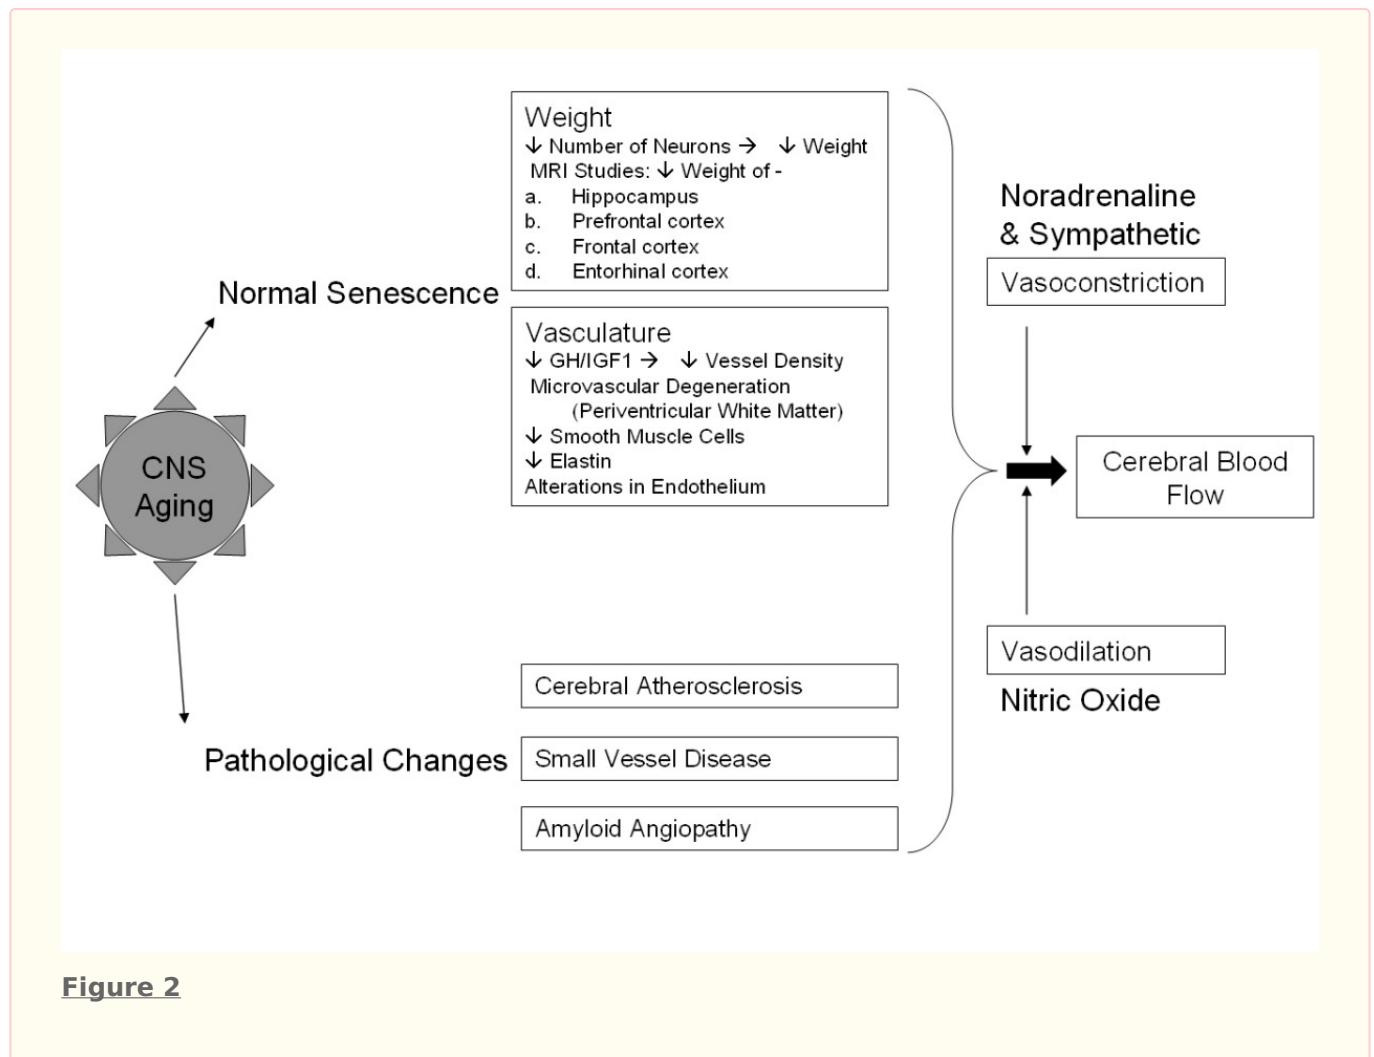 Weight
↓ Number of Neurons → ↓ Weight
MRI Studies: ↓ Weight of -
a. Hippocampus
b. Prefrontal cortex
c. Frontal cortex
d. Entorhinal cortex
Normal Senescence
Vasculature
↓ GH/IGF1 → ↓ Vessel Density
Microvascular Degeneration
(Periventricular White Matter)
↓ Smooth Muscle Cells
↓ Elastin
Alterations in Endothelium
CNS
Aging
Pathological Changes
Cerebral Atherosclerosis
Small Vessel Disease
Amyloid Angiopathy
Noradrenaline
& Sympathetic
Vasoconstriction
Cerebral Blood
Flow
Vasodilation
Nitric Oxide
Figure 2